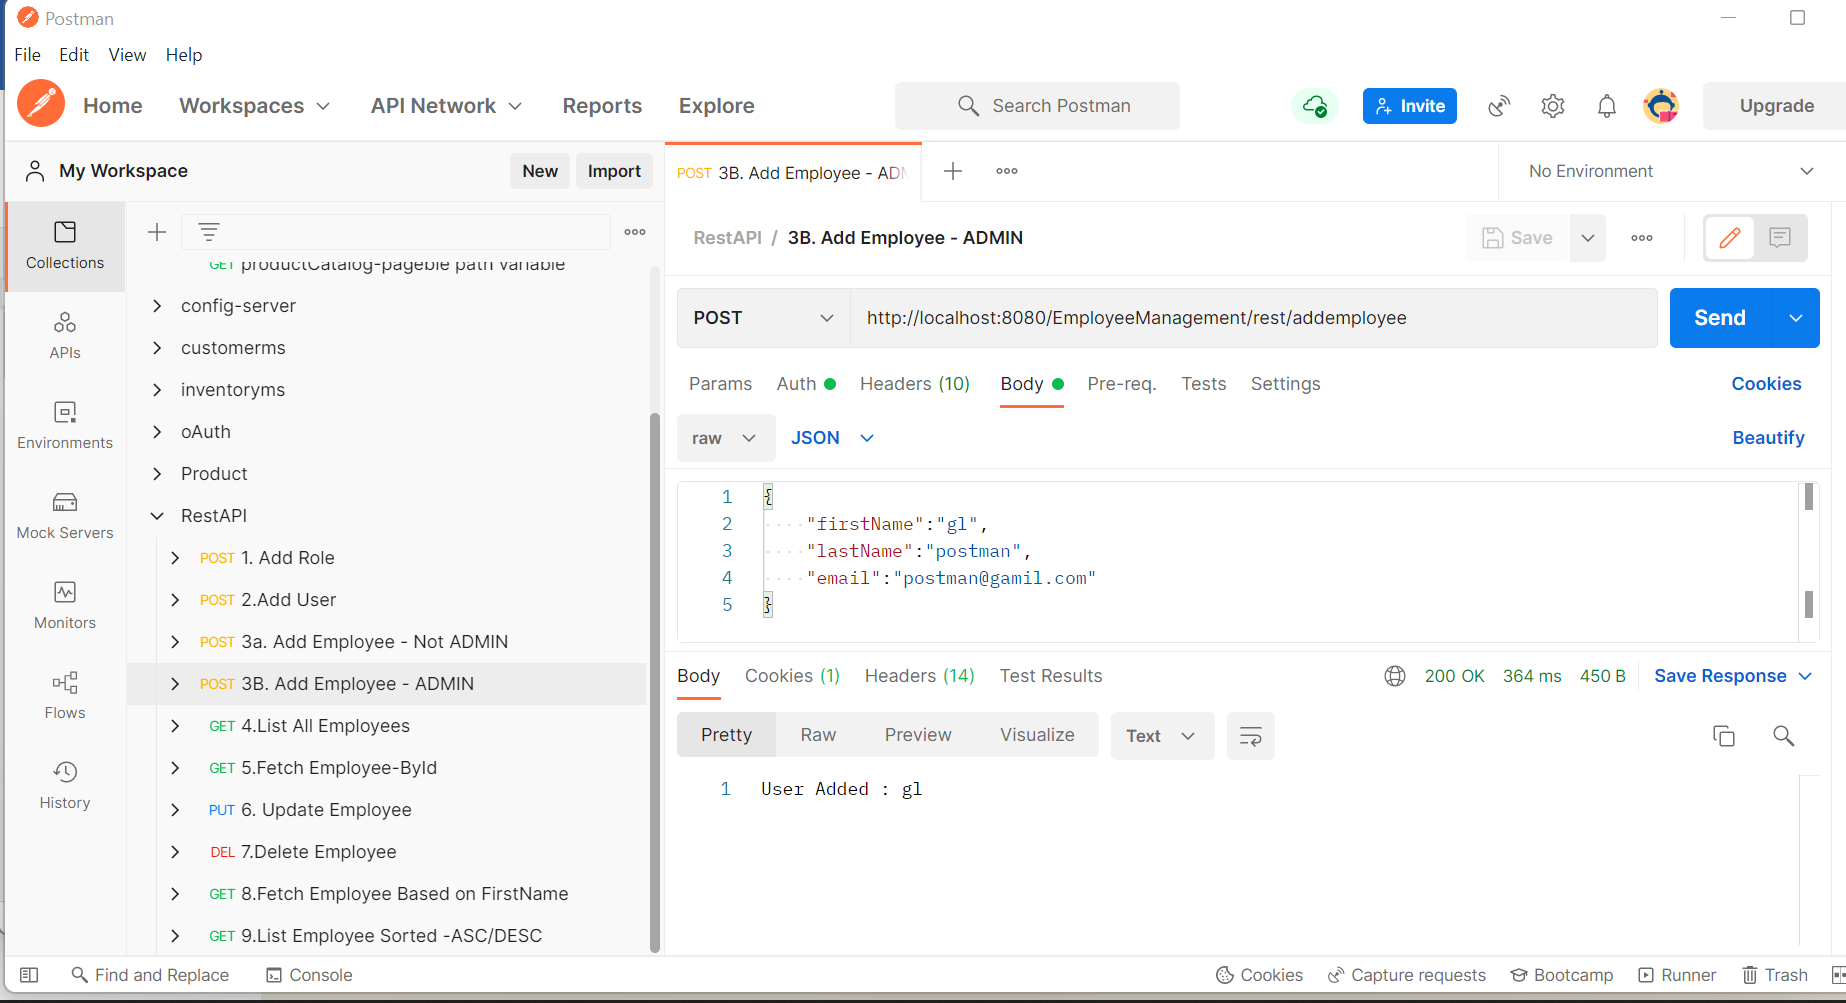 Postman
File Edit View Help
Home Workspaces API Network Reports Explore Search Postman Invite Upgrade
My Workspace New Import POST 3B. Add Employee - ADM No Environment
Collections
GET productCatalog-pageble path variable
RestAPI / 3B. Add Employee - ADMIN Save
config-server
POST http://localhost:8080/EmployeeManagement/rest/addemployee Send
APIs
customerms
inventoryms
Params Auth Headers (10) Body Pre-req. Tests Settings Cookies
Environments
oAuth
raw JSON Beautify
Product
1 {
RestAPI
2 "firstName":"gl",
Mock Servers
3 "lastName":"postman",
POST 1. Add Role
4 "email":"postman@gamil.com"
POST 2.Add User
5 }
Monitors
POST 3a. Add Employee - Not ADMIN
POST 3B. Add Employee - ADMIN
Body Cookies (1) Headers (14) Test Results 200 OK 364 ms 450 B Save Response
Flows
GET 4.List All Employees
Pretty Raw Preview Visualize Text
GET 5.Fetch Employee-ById
1 User Added : gl
History
PUT 6. Update Employee
DEL 7.Delete Employee
GET 8.Fetch Employee Based on FirstName
GET 9.List Employee Sorted -ASC/DESC
Find and Replace Console Cookies Capture requests Bootcamp Runner Trash